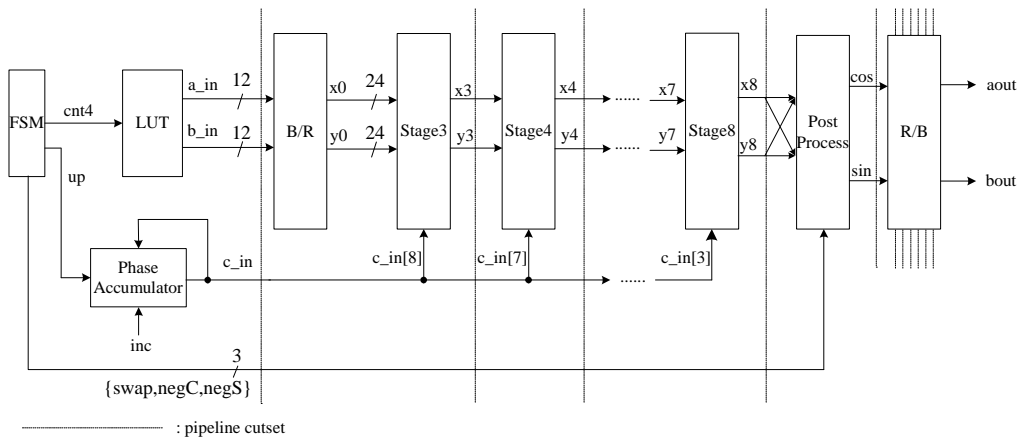 FSM
cnt4
up
LUT
a_in
12
b_in
12
B/R
x0
24
y0
24
Stage3
x3
y3
Stage4
x4
y4
......
......
x7
y7
Stage8
x8
y8
Post
Process
cos
sin
R/B
aout
bout
Phase
Accumulator
c_in
c_in[8]
c_in[7]
......
c_in[3]
inc
3
{swap,negC,negS}
: pipeline cutset